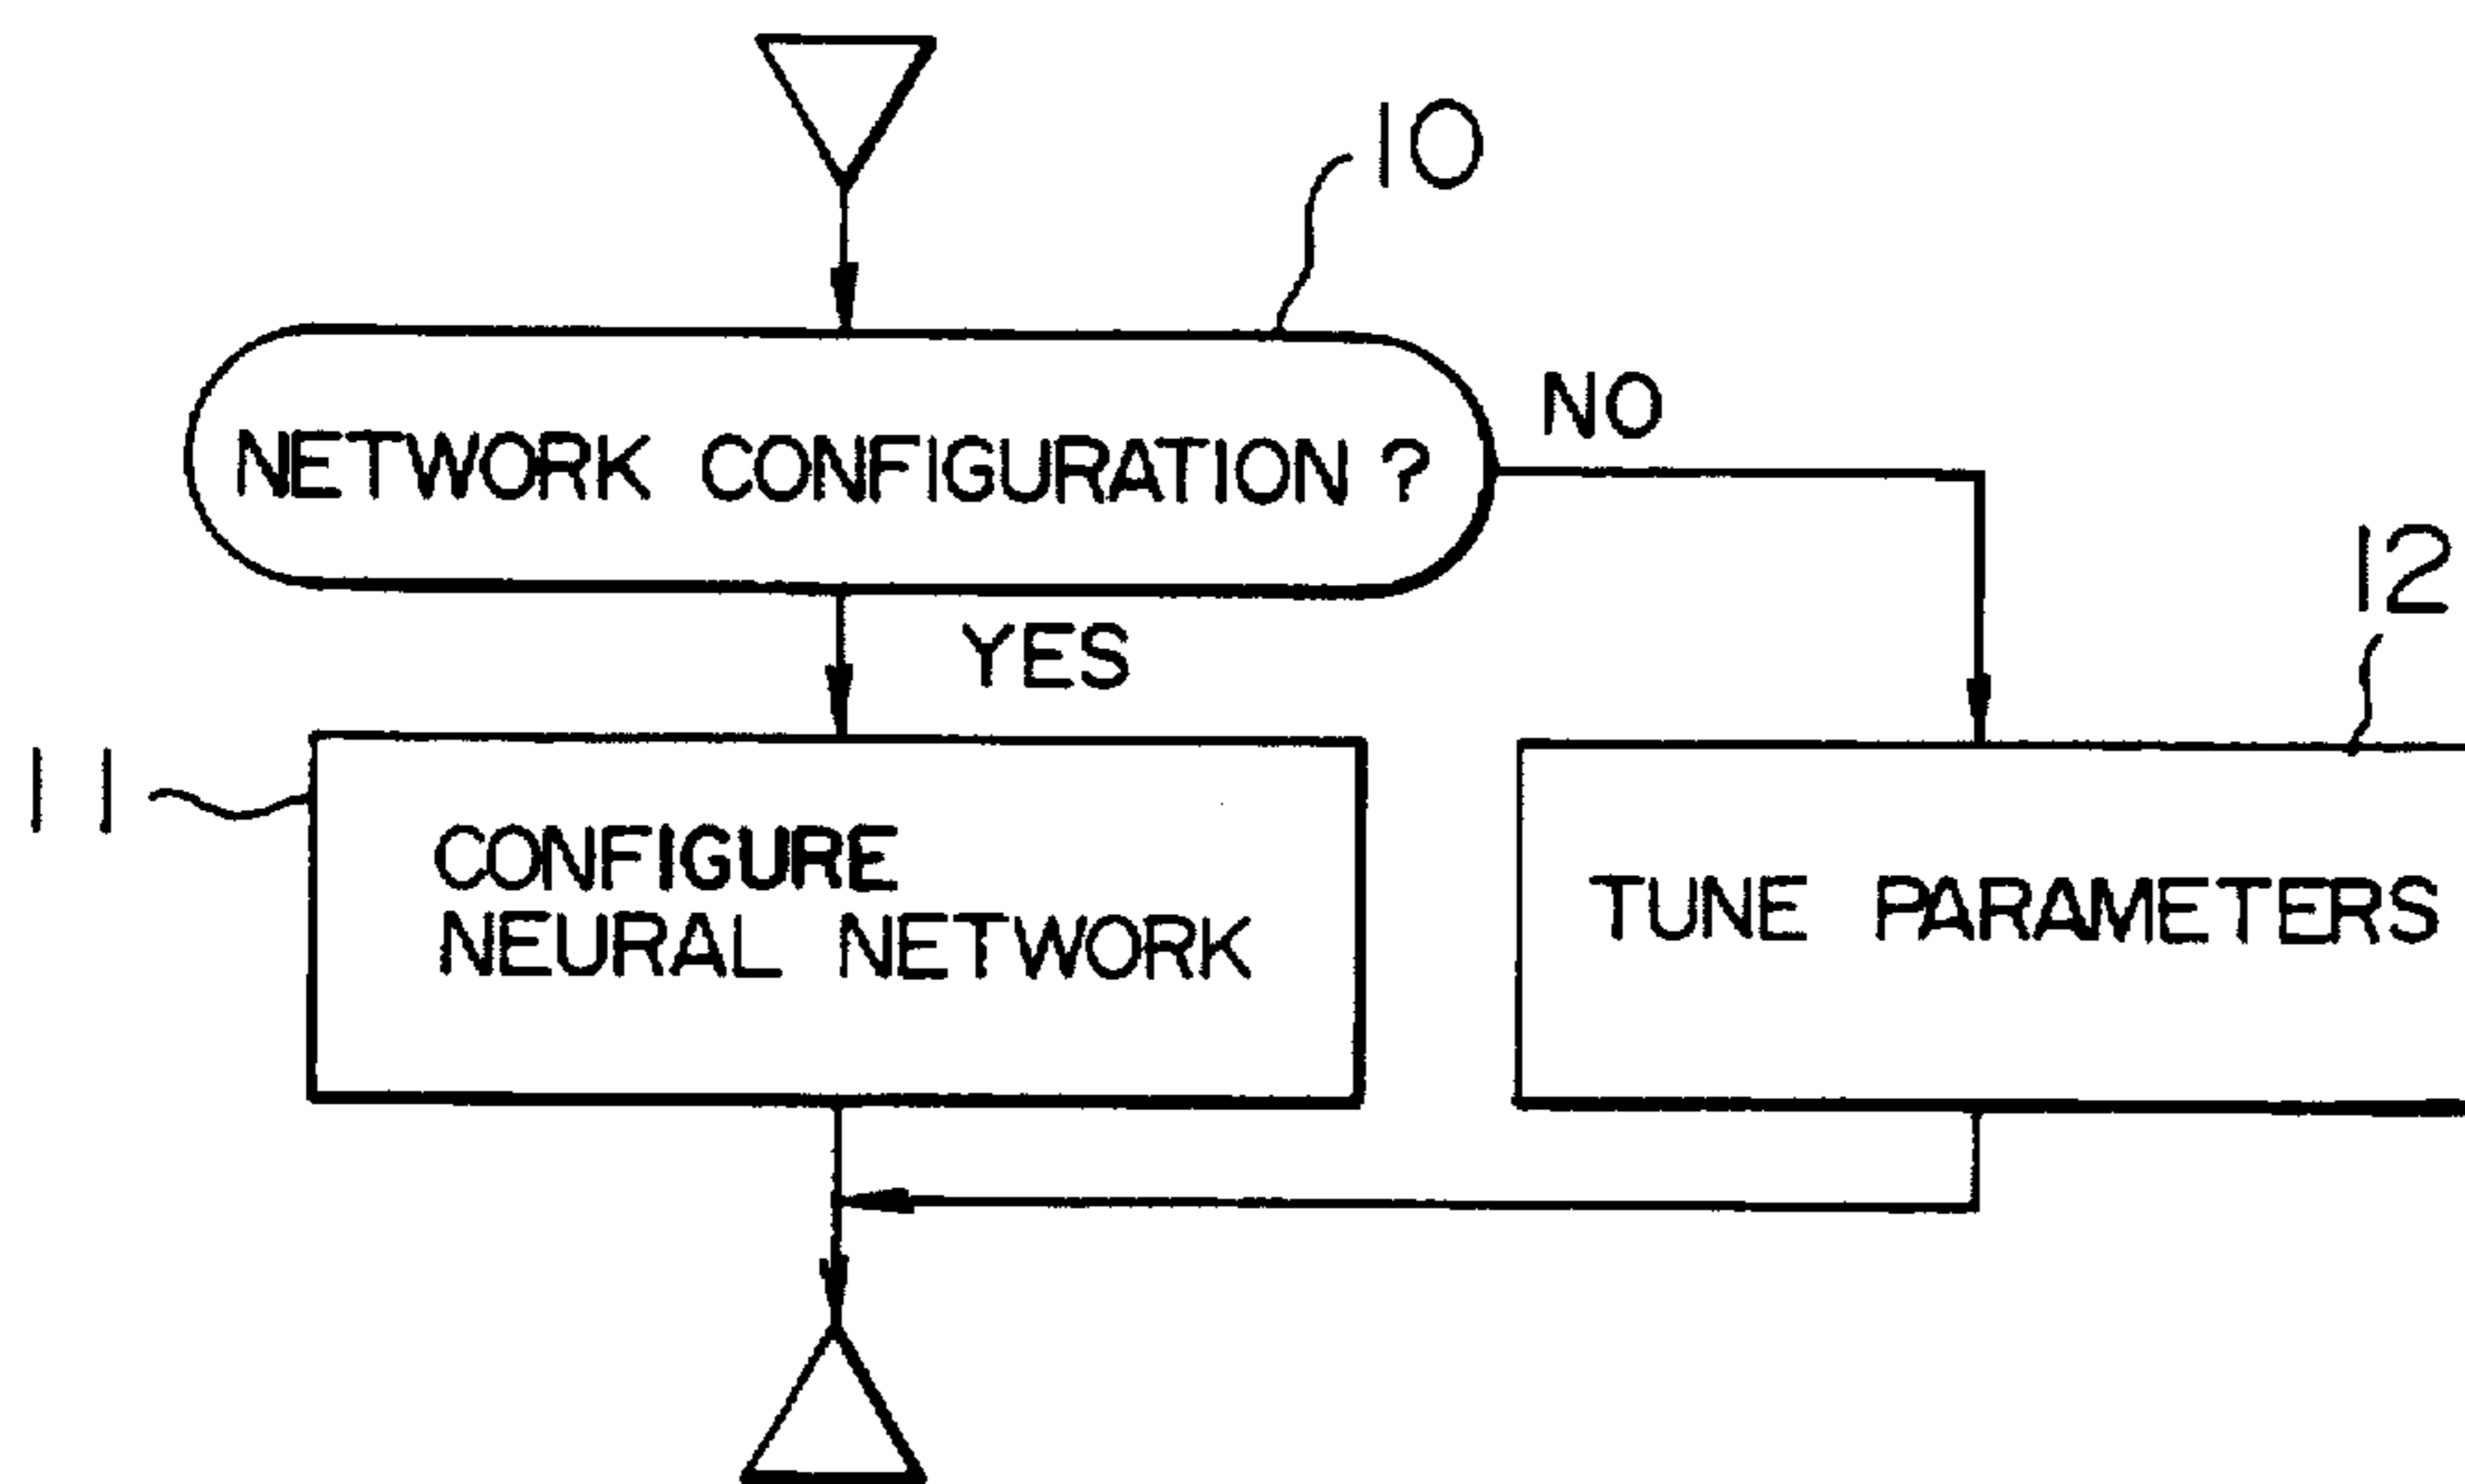 10
NETWORK CONFIGURATION ?
NO
12
YES
11
CONFIGURE
NEURAL NETWORK
TUNE PARAMETERS